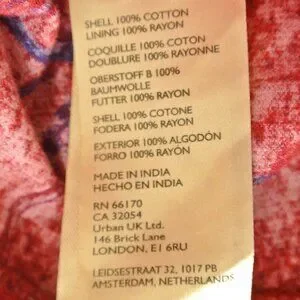 SHELL 100% COTTON
LINING 100% RAYON
COQUILLE 100% COTON
DOUBLURE 100% RAYONNE
OBERSTOFF B 100%
BAUMWOLLE
FUTTER 100% RAYON
SHELL 100% COTONE
FODERA 100% RAYON
EXTERIOR 100% ALGODÓN
FORRO 100% RAYÓN
MADE IN INDIA
HECHO EN INDIA
RN 66170
CA 32054
Urban UK Ltd.
146 Brick Lane
LONDON, E1 6RU
LEIDSESTRAAT 32, 1017 PB
AMSTERDAM, NETHERLANDS